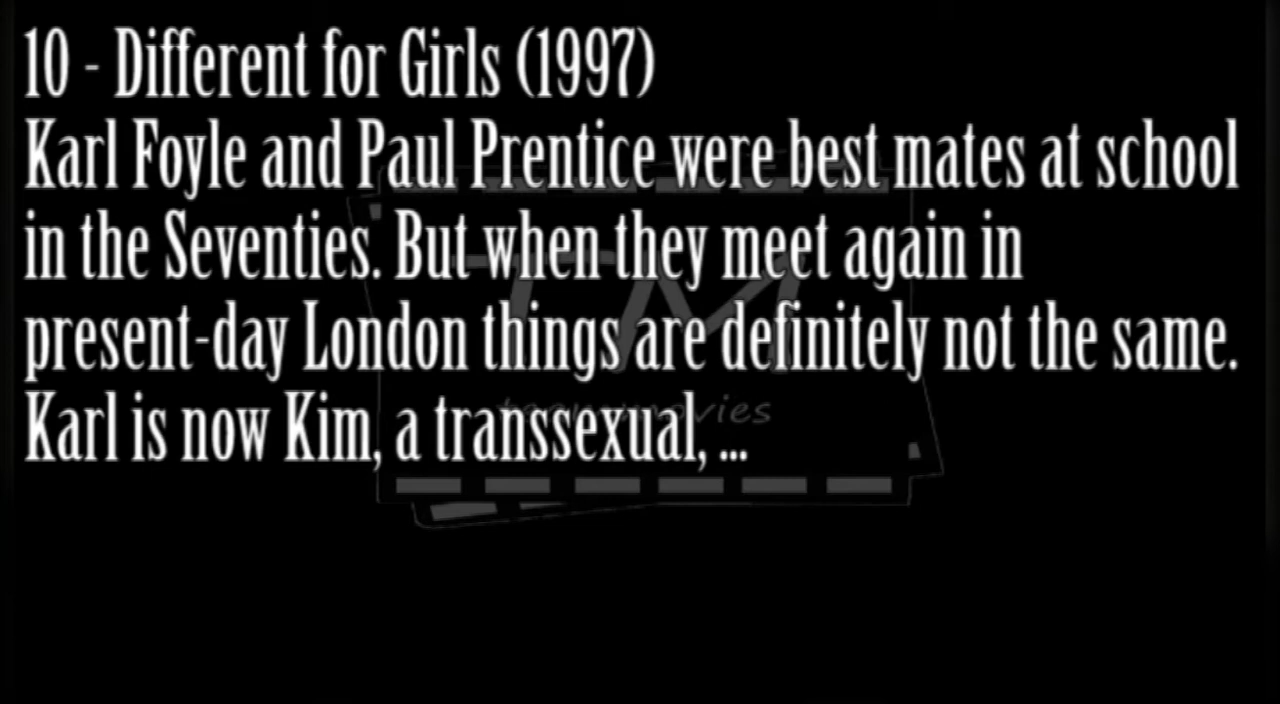 10 - Different for Girls (1997)
Karl Foyle and Paul Prentice were best mates at school
in the Seventies. But when they meet again in
present-day London things are definitely not the same.
Karl is now Kim, a transsexual, ...
TM